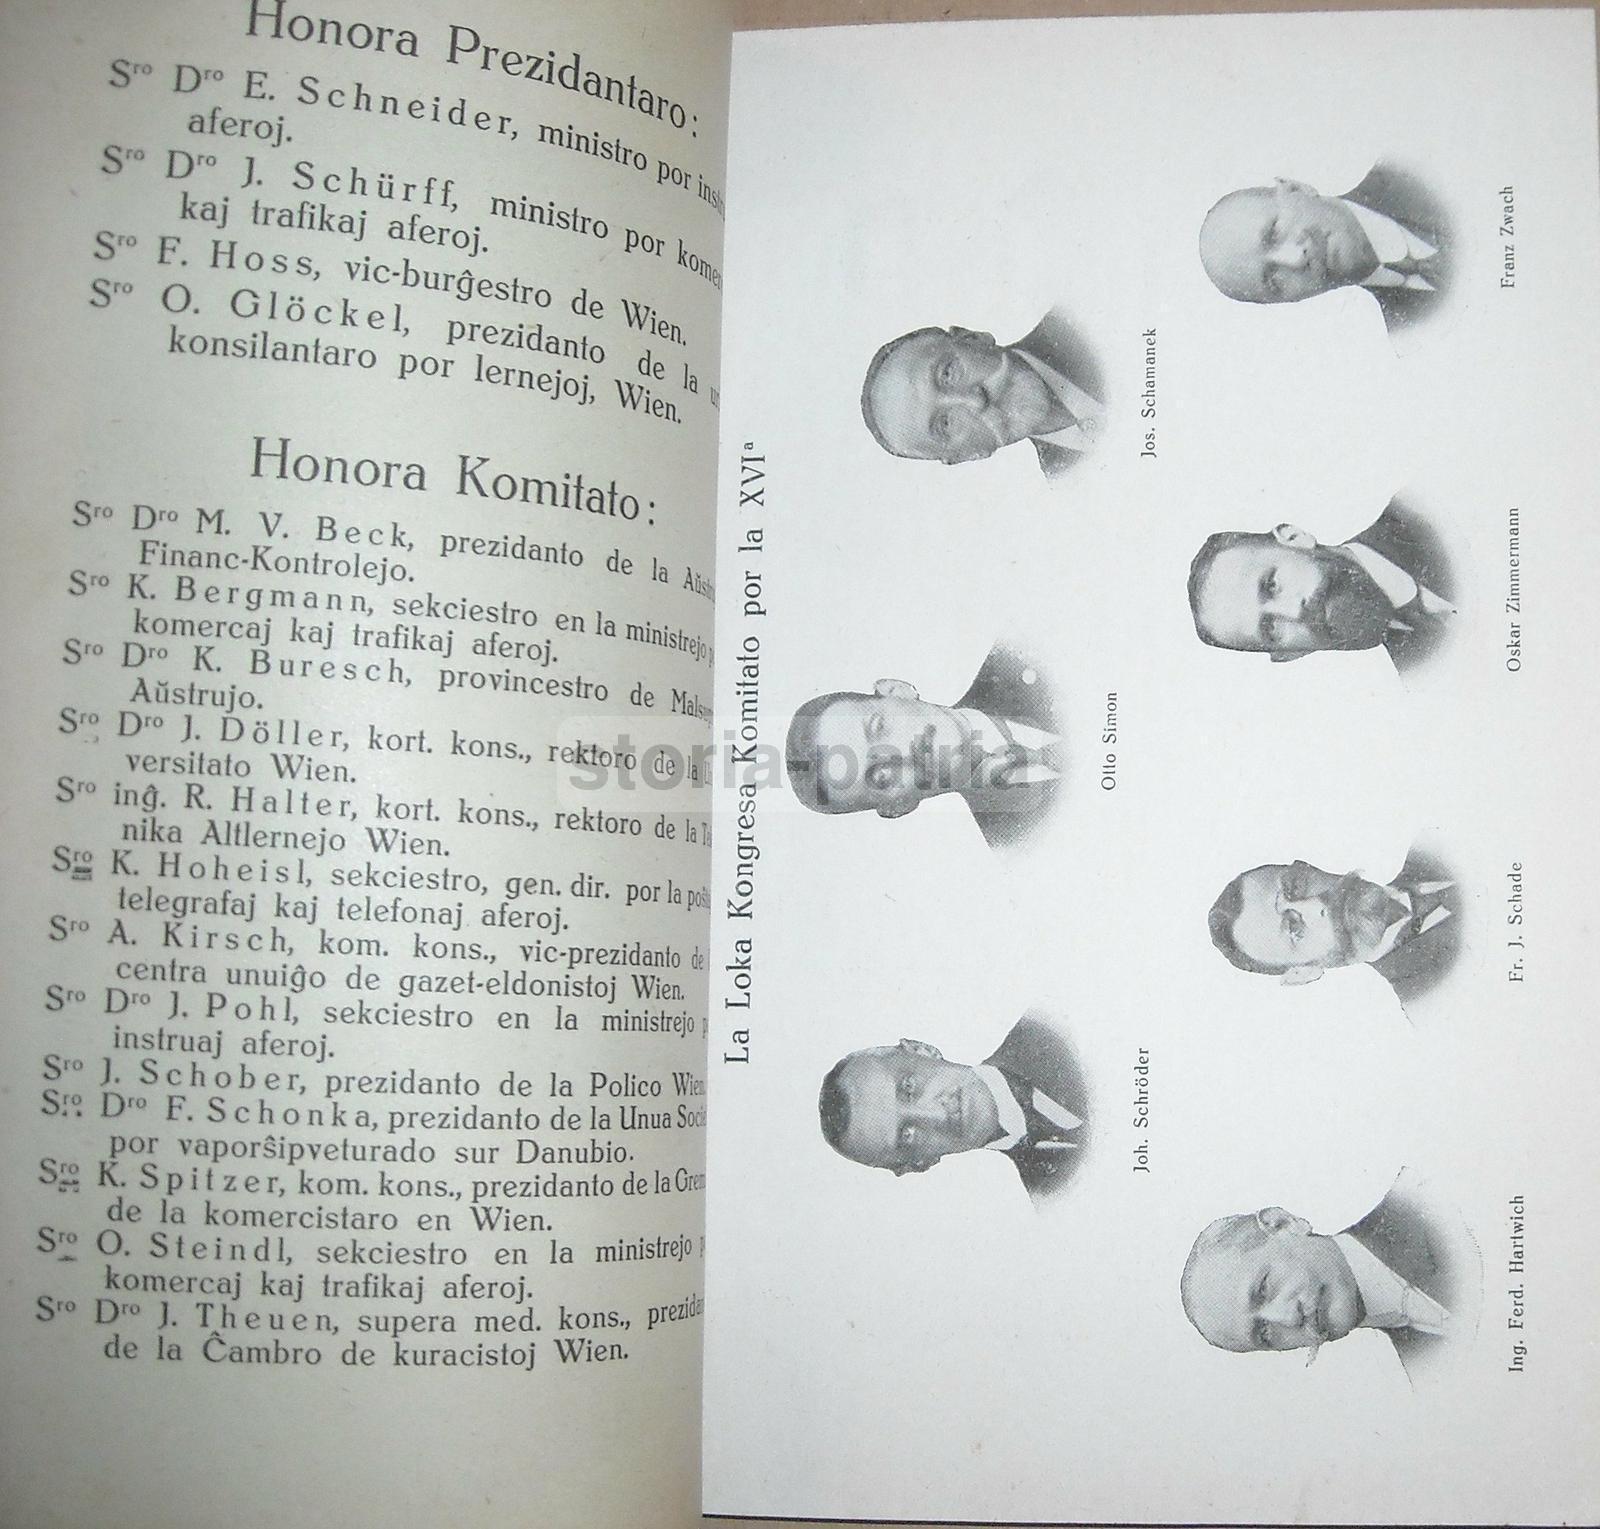 Honora Prezidantaro:
Sro Dro E. Schneider, ministro por
aferoj.
Sro Dro J. Schürff, ministro por
kaj trafikaj aferoj.
Sro F. Hoss, vic-burĝestro de Wien.
Sro O. Glöckel, prezidanto de la
konsilantaro por lernejoj, Wien.
Honora Komitato:
Sro Dro M. V. Beck, prezidanto de la
Financ-Kontrolejo.
Sro K. Bergmann, sekciestro en la ministrejo
komercaj kaj trafikaj aferoj.
Sro Dro K. Buresch, provincestro de
Aŭstrujo.
Sro Dro J. Döller, kort. kons., rektoro de la
versitato Wien.
Sro inĝ. R. Halter, kort. kons., rektoro de la
nika Altlernejo Wien.
Sro K. Hoheisl, sekciestro, gen. dir. por la
telegrafaj kaj telefonaj aferoj.
Sro A. Kirsch, kom. kons., vic-prezidanto de
centra unuiĝo de gazet-eldonistoj Wien.
Sro Dro J. Pohl, sekciestro en la ministrejo
instruaj aferoj.
Sro J. Schober, prezidanto de la Polico Wien
Sro Dro F. Schonka, prezidanto de la Unua
por vaporŝipveturado sur Danubio.
Sro K. Spitzer, kom. kons., prezidanto de la
de la komercistaro en Wien.
Sro O. Steindl, sekciestro en la ministrejo
komercaj kaj trafikaj aferoj.
Sro Dro J. Theuen, supera med. kons.,
de la Ĉambro de kuracistoj Wien.
La Loka Kongresa Komitato por la XVIa
Joh. Schröder
Otto Simon
Jos. Schamanek
Ing. Ferd. Hartwich
Fr. J. Schade
Oskar Zimmermann
Franz Zwach
storia-patria